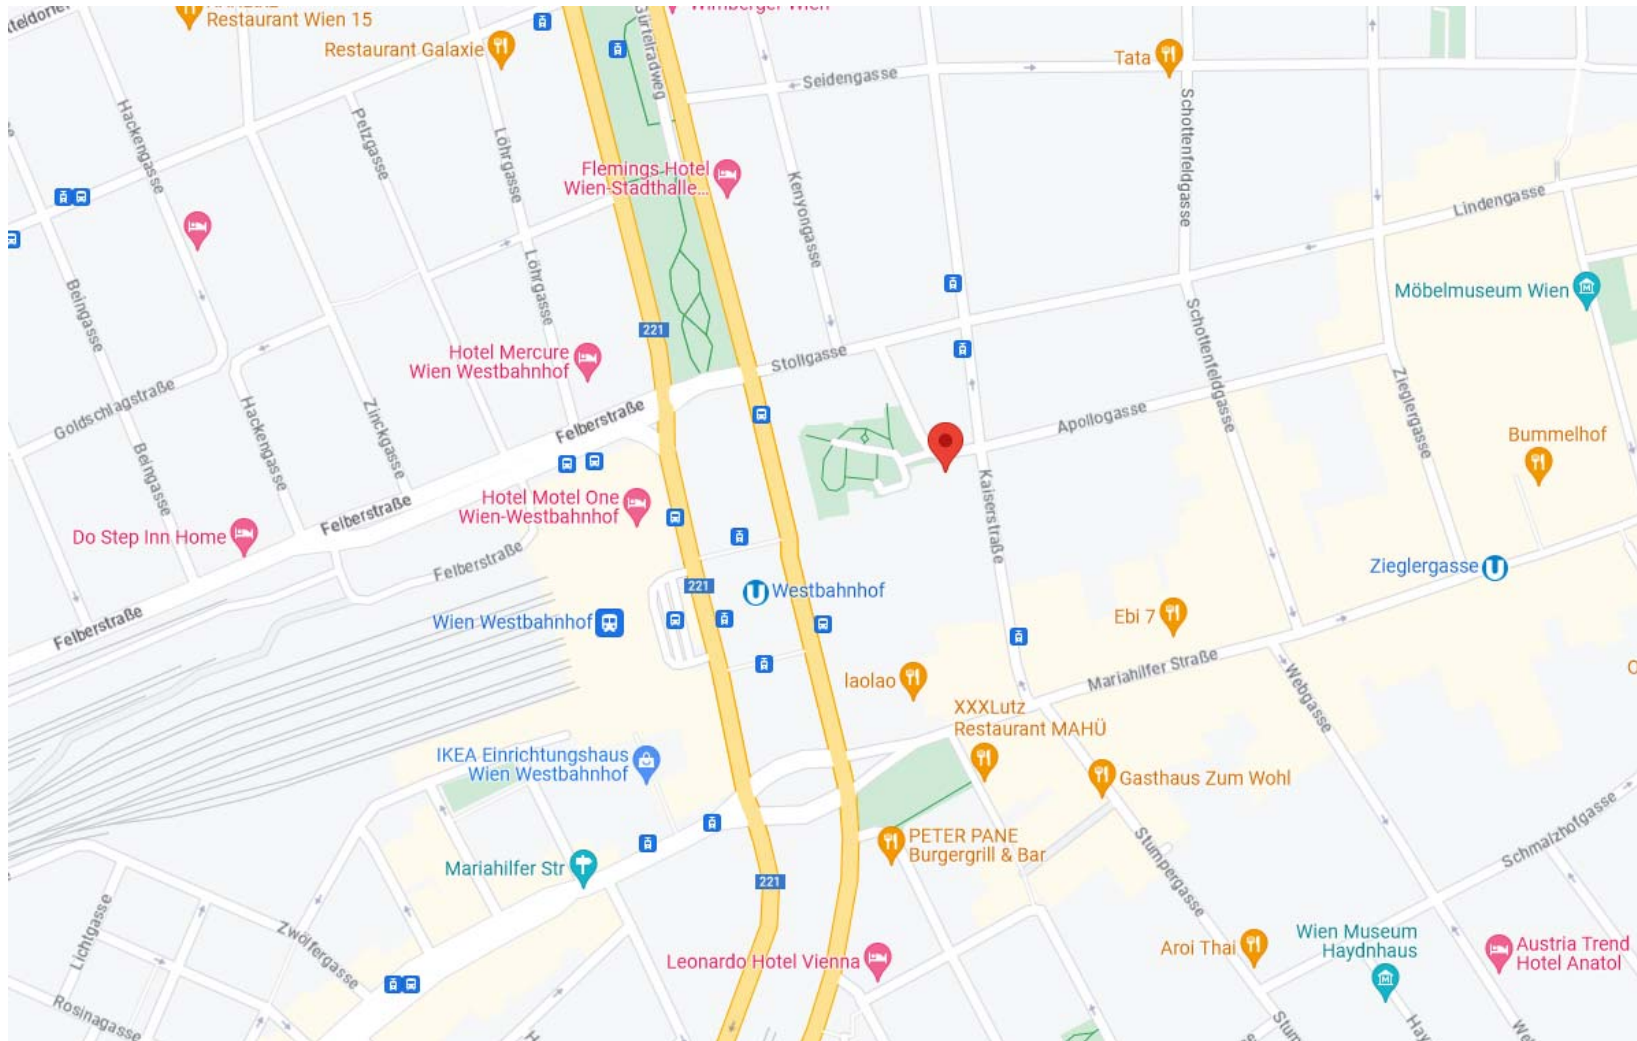 Restaurant Wien 15
Restaurant Galaxie
Gürtelradweg
Seidengasse
Tata
Hackengasse
Pelzgasse
Löhrgasse
Flemings Hotel
Wien-Stadthalle...
Kenyongasse
Schottenfeldgasse
Lindengasse
Löhrgasse
Beingasse
221
Möbelmuseum Wien
Hotel Mercure
Wien Westbahnhof
Stollgasse
Schottenfeldgasse
Goldschlagstraße
Hackengasse
Zinckgasse
Felberstraße
Apollogasse
Zieglergasse
Bummelhof
Beingasse
Hotel Motel One
Wien-Westbahnhof
Kaiserstraße
Felberstraße
Do Step Inn Home
Felberstraße
Zieglergasse
221
Westbahnhof
Felberstraße
Wien Westbahnhof
Ebi 7
laolao
Mariahilfer Straße
Webgasse
XXXLutz
Restaurant MAHÜ
IKEA Einrichtungshaus
Wien Westbahnhof
Gasthaus Zum Wohl
PETER PANE
Burgergrill & Bar
Mariahilfer Str
221
Stumpergasse
Schmalzhofgasse
Lichtgasse
Zwölfergasse
Leonardo Hotel Vienna
Aroi Thai
Wien Museum
Haydnhaus
Austria Trend
Hotel Anatol
Rosinagasse